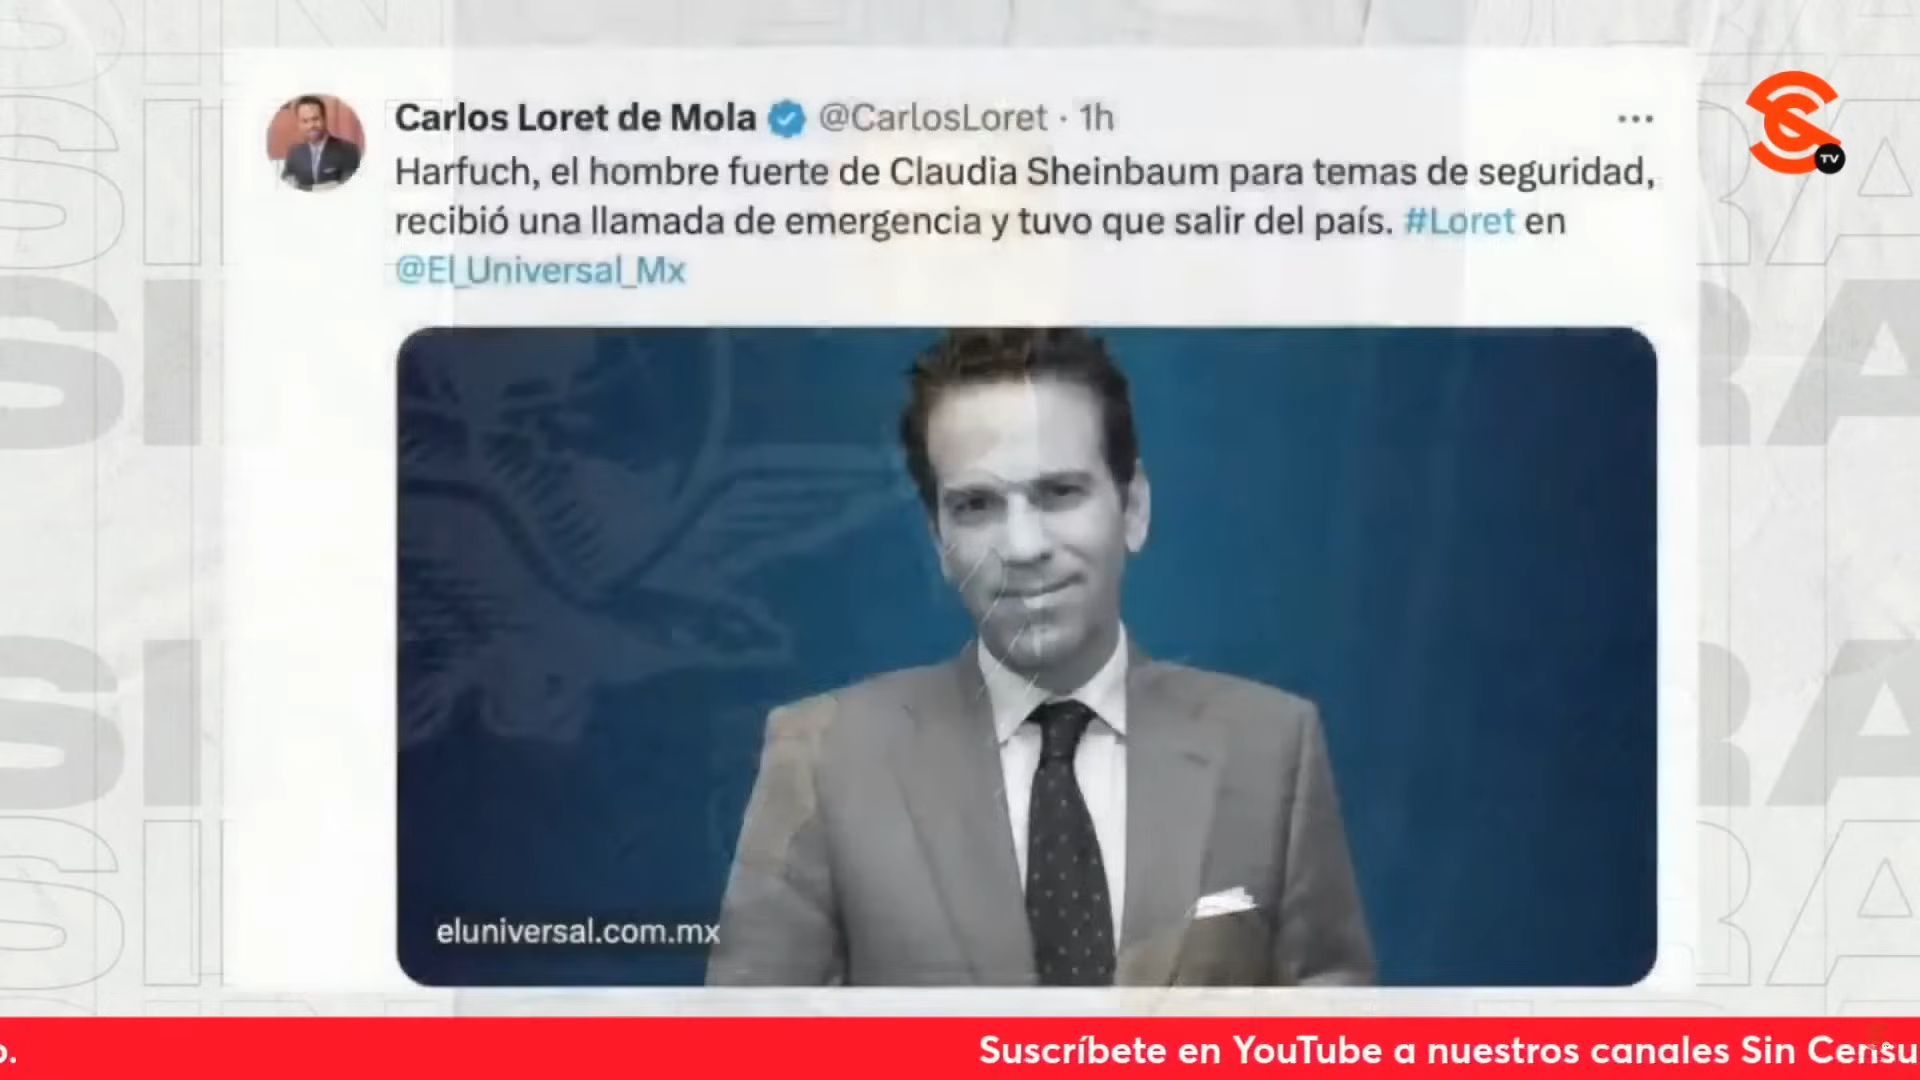 Carlos Loret de Mola @CarlosLoret · 1h
Harfuch, el hombre fuerte de Claudia Sheinbaum para temas de seguridad,
recibió una llamada de emergencia y tuvo que salir del país. #Loret en
@El_Universal_Mx
eluniversal.com.mx
TV
Suscríbete en YouTube a nuestros canales Sin Censu